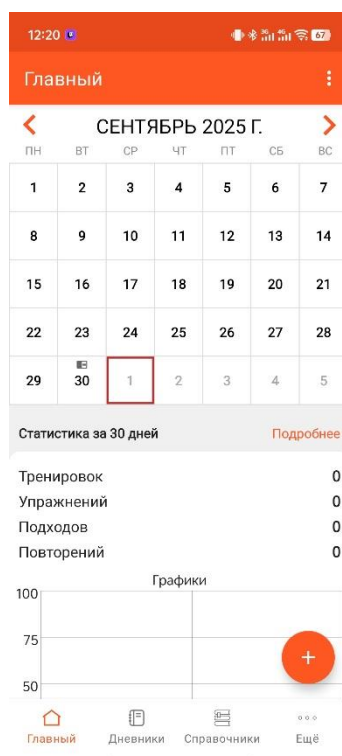 12:20 3G 4G 67
Главный
СЕНТЯБРЬ 2025 Г.
ПН ВТ СР ЧТ ПТ СБ ВС
1 2 3 4 5 6 7
8 9 10 11 12 13 14
15 16 17 18 19 20 21
22 23 24 25 26 27 28
29 30 1 2 3 4 5
Статистика за 30 дней Подробнее
Тренировок 0
Упражнений 0
Подходов 0
Повторений 0
Графики
100
75
50
+
Главный Дневники Справочники Ещё